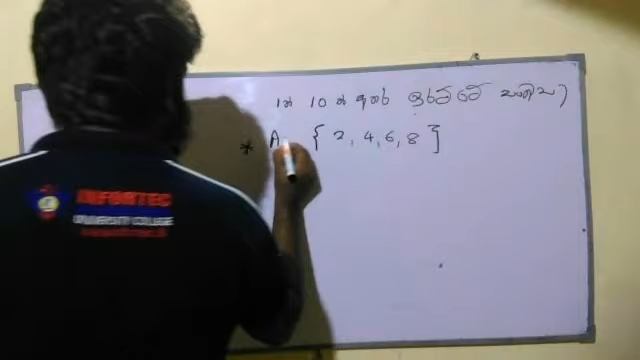 1ත් 10ත් අතර ඉරට්ටේ සංඛ්‍යා
* A { 2, 4, 6, 8 }
INFORTEC
UNIVERSITY COLLEGE